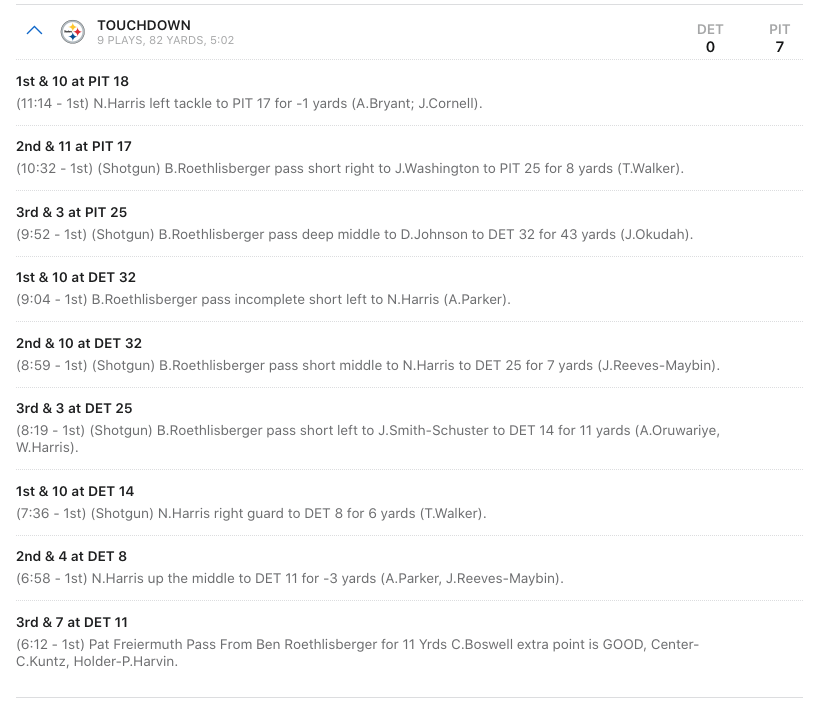 TOUCHDOWN
9 PLAYS, 82 YARDS, 5:02
DET
0
PIT
7
1st & 10 at PIT 18
(11:14 - 1st) N.Harris left tackle to PIT 17 for -1 yards (A.Bryant; J.Cornell).
2nd & 11 at PIT 17
(10:32 - 1st) (Shotgun) B.Roethlisberger pass short right to J.Washington to PIT 25 for 8 yards (T.Walker).
3rd & 3 at PIT 25
(9:52 - 1st) (Shotgun) B.Roethlisberger pass deep middle to D.Johnson to DET 32 for 43 yards (J.Okudah).
1st & 10 at DET 32
(9:04 - 1st) B.Roethlisberger pass incomplete short left to N.Harris (A.Parker).
2nd & 10 at DET 32
(8:59 - 1st) (Shotgun) B.Roethlisberger pass short middle to N.Harris to DET 25 for 7 yards (J.Reeves-Maybin).
3rd & 3 at DET 25
(8:19 - 1st) (Shotgun) B.Roethlisberger pass short left to J.Smith-Schuster to DET 14 for 11 yards (A.Oruwariye,
W.Harris).
1st & 10 at DET 14
(7:36 - 1st) (Shotgun) N.Harris right guard to DET 8 for 6 yards (T.Walker).
2nd & 4 at DET 8
(6:58 - 1st) N.Harris up the middle to DET 11 for -3 yards (A.Parker, J.Reeves-Maybin).
3rd & 7 at DET 11
(6:12 - 1st) Pat Freiermuth Pass From Ben Roethlisberger for 11 Yrds C.Boswell extra point is GOOD, Center-
C.Kuntz, Holder-P.Harvin.